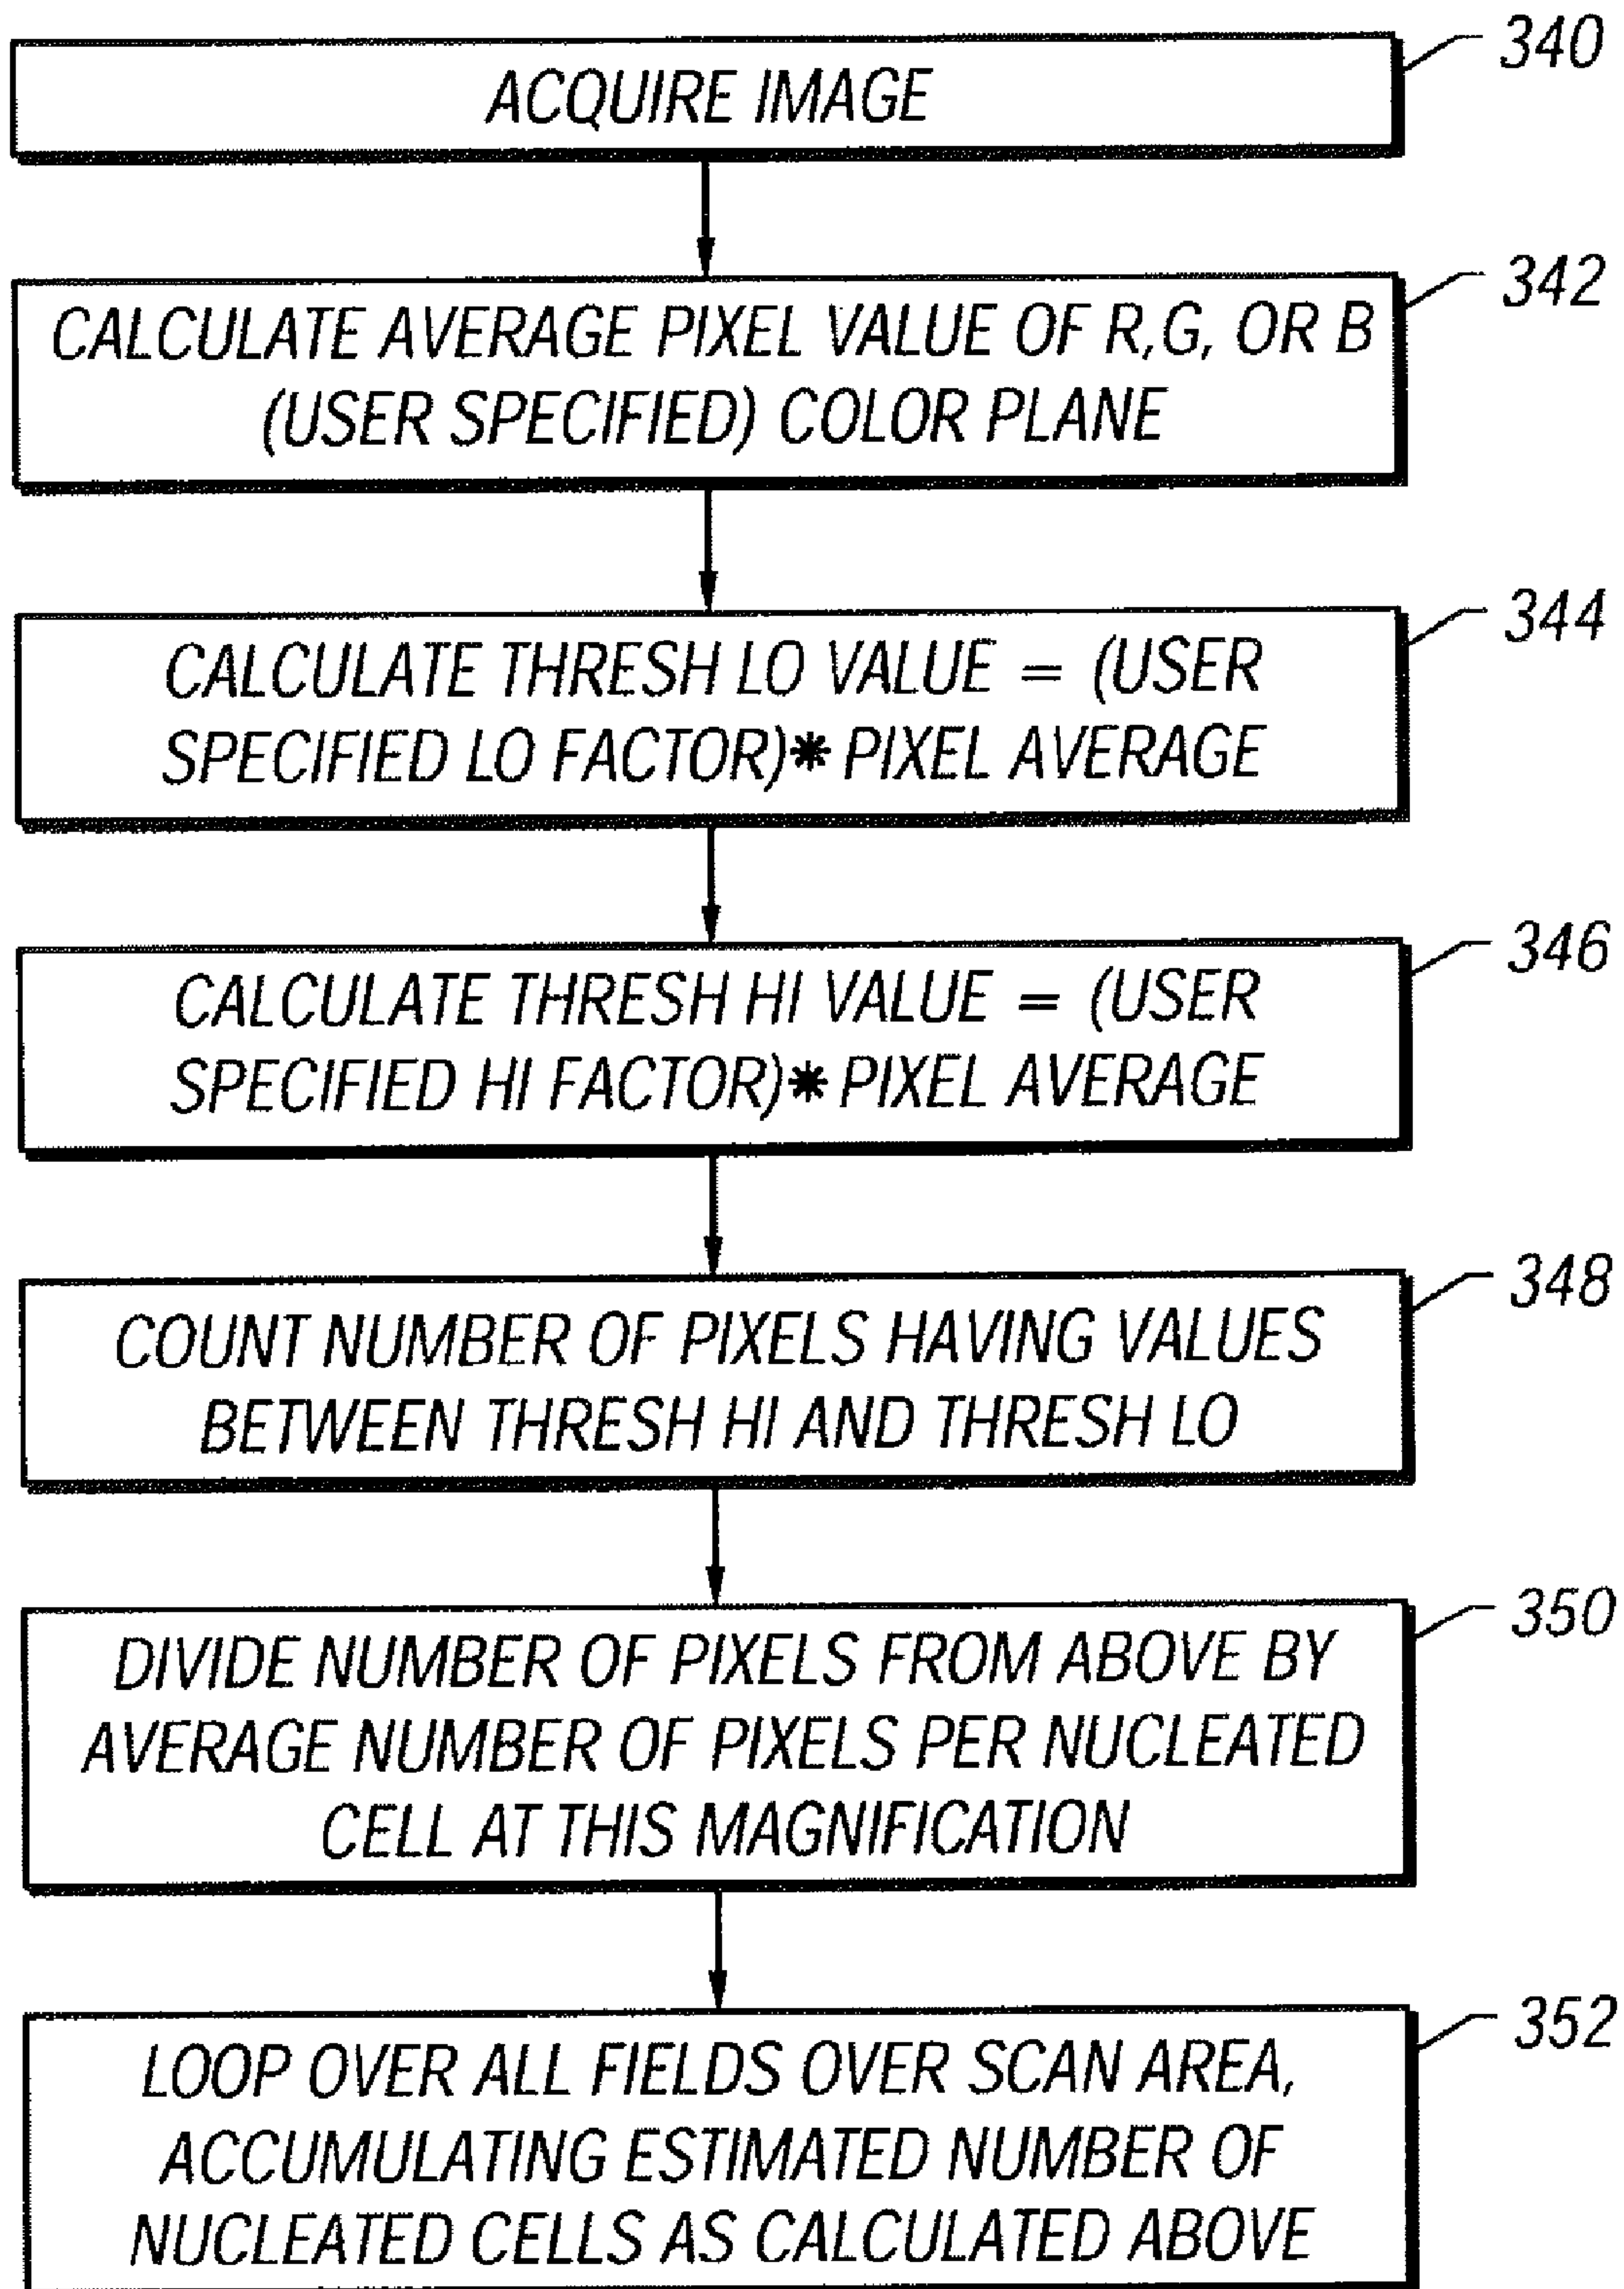 340
ACQUIRE IMAGE
342
CALCULATE AVERAGE PIXEL VALUE OF R,G, OR B
(USER SPECIFIED) COLOR PLANE
344
CALCULATE THRESH LO VALUE = (USER
SPECIFIED LO FACTOR)* PIXEL AVERAGE
346
CALCULATE THRESH HI VALUE = (USER
SPECIFIED HI FACTOR)* PIXEL AVERAGE
348
COUNT NUMBER OF PIXELS HAVING VALUES
BETWEEN THRESH HI AND THRESH LO
350
DIVIDE NUMBER OF PIXELS FROM ABOVE BY
AVERAGE NUMBER OF PIXELS PER NUCLEATED
CELL AT THIS MAGNIFICATION
352
LOOP OVER ALL FIELDS OVER SCAN AREA,
ACCUMULATING ESTIMATED NUMBER OF
NUCLEATED CELLS AS CALCULATED ABOVE